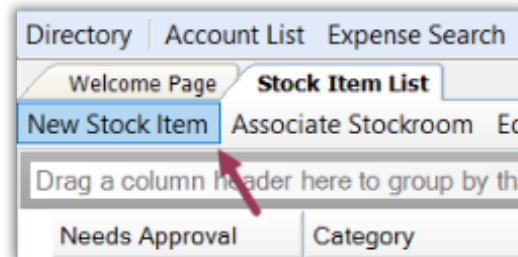 Directory Account List Expense Search
Welcome Page Stock Item List
New Stock Item Associate Stockroom
Drag a column header here to group by
Needs Approval Category